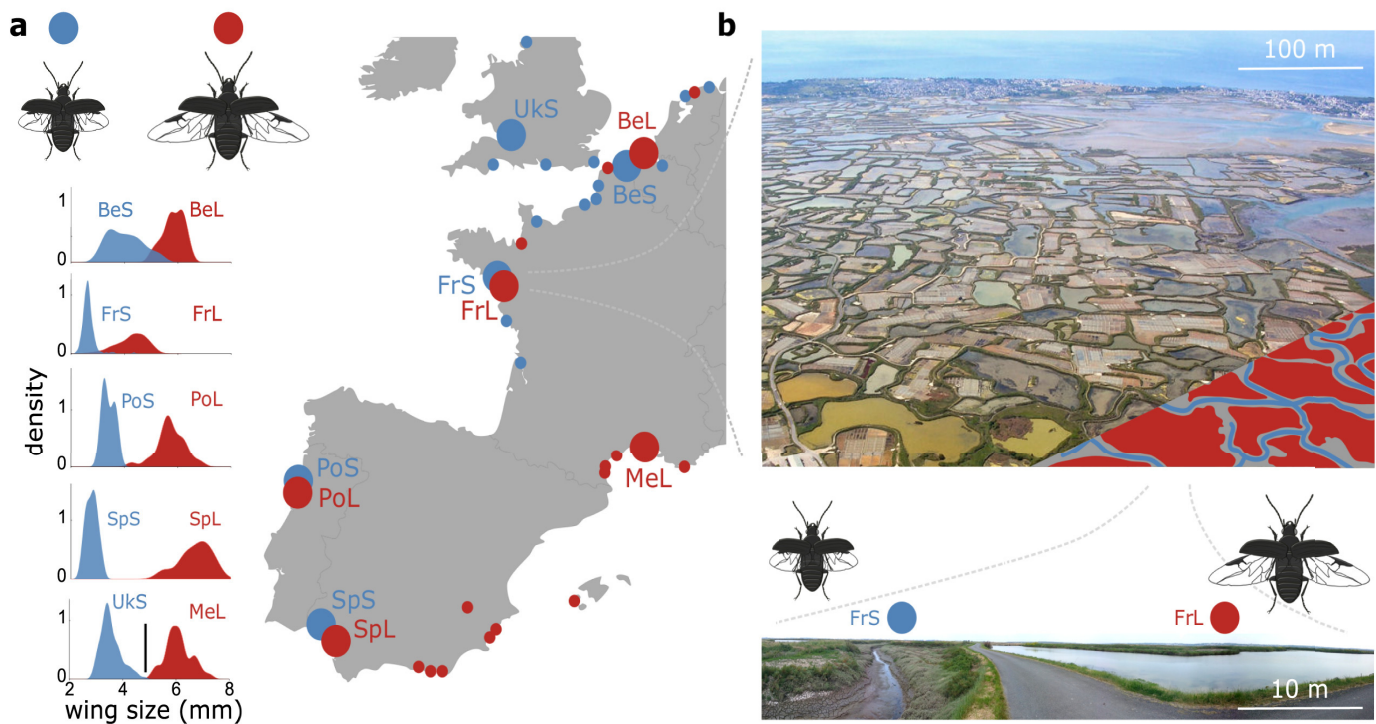 a
b
100 m
UkS
BeL
BeS
FrS
FrL
PoS
PoL
SpS
SpL
MeL
density
1
BeS
BeL
0
1
FrS
FrL
0
1
PoS
PoL
0
1
SpS
SpL
0
1
UkS
MeL
0
2 4 6 8
wing size (mm)
FrS
FrL
10 m